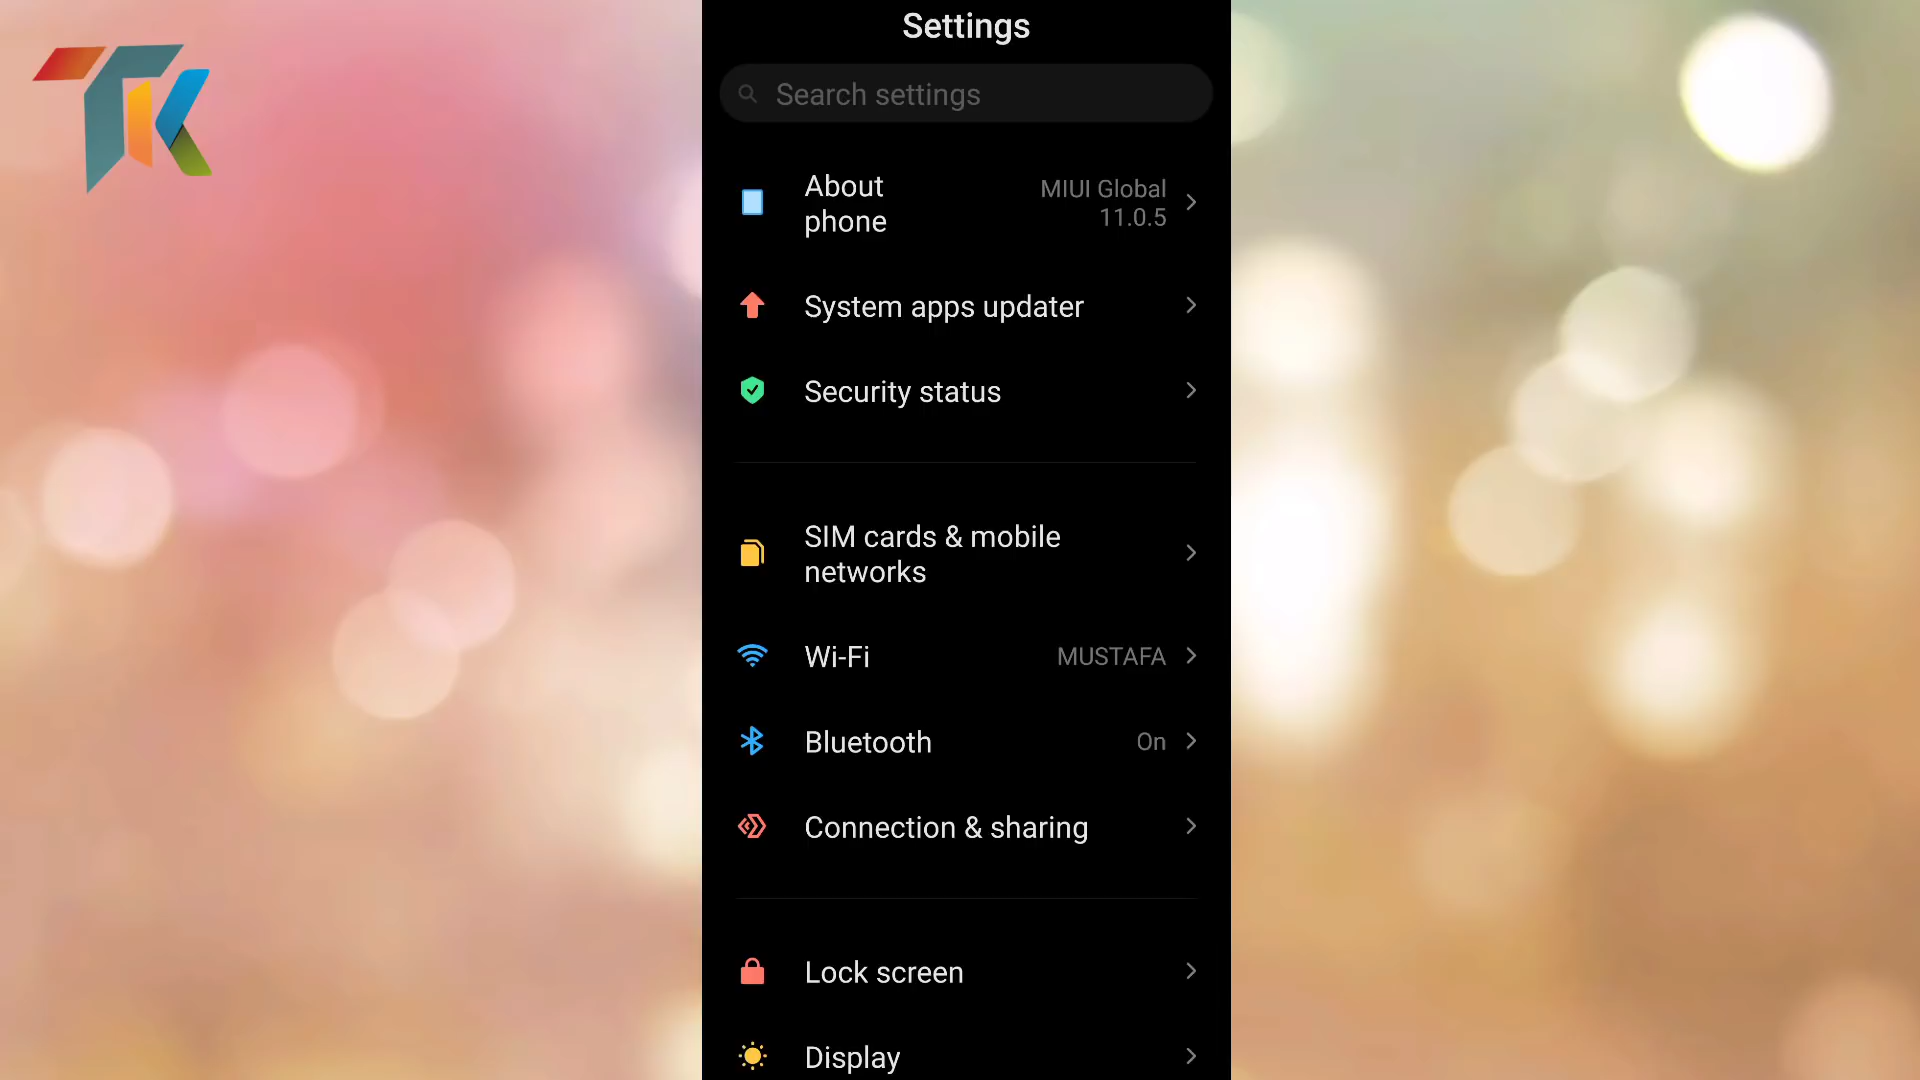 TK
Settings
Search settings
About
phone
MIUI Global
11.0.5
System apps updater
Security status
SIM cards & mobile
networks
Wi-Fi
MUSTAFA
Bluetooth
On
Connection & sharing
Lock screen
Display